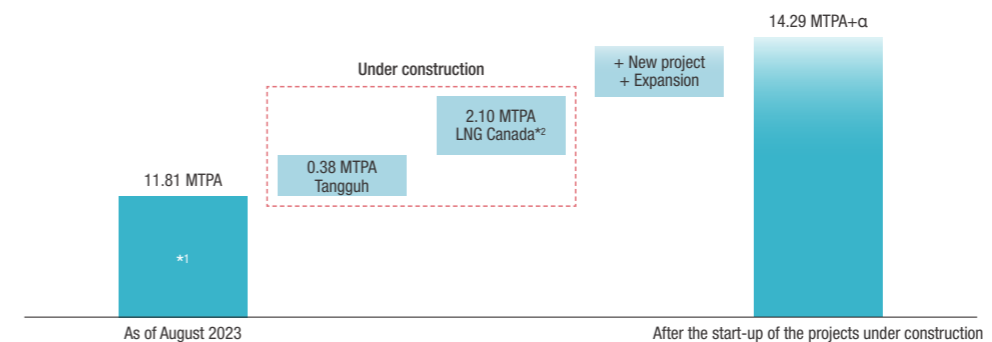 14.29 MTPA+α
+ New project
+ Expansion
Under construction
2.10 MTPA
LNG Canada*2
0.38 MTPA
Tangguh
11.81 MTPA
*1
As of August 2023
After the start-up of the projects under construction